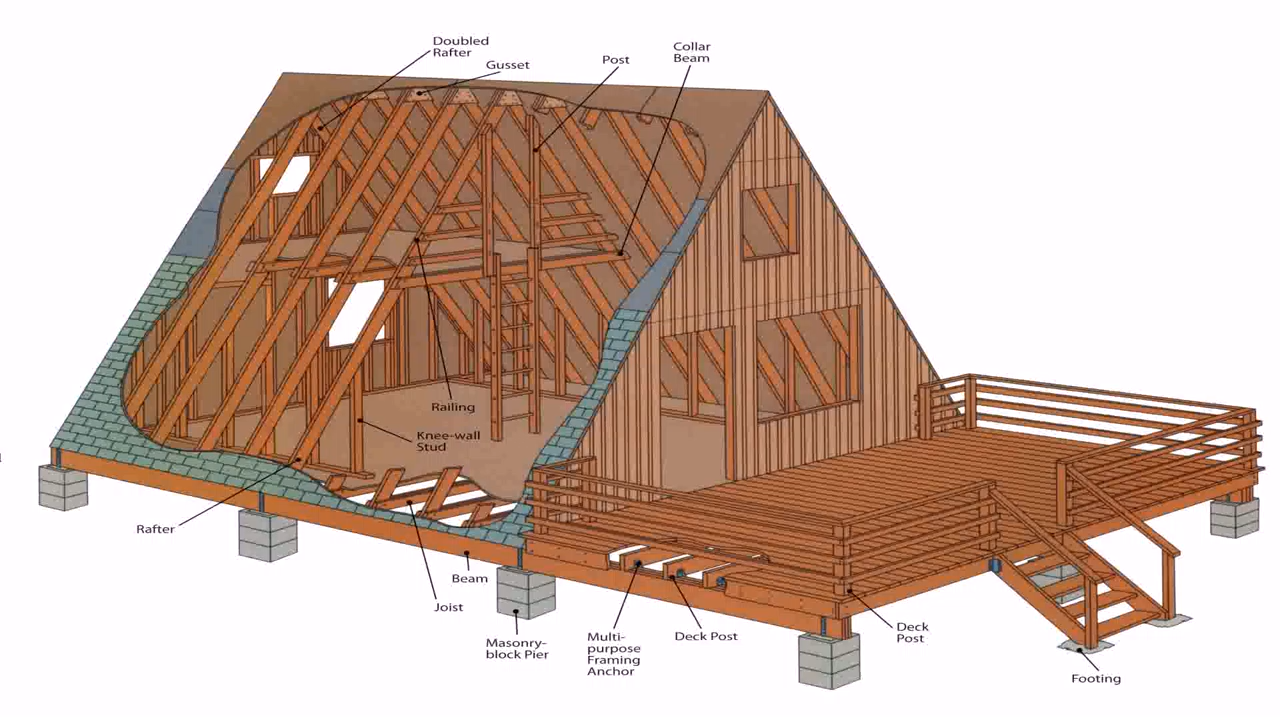 Doubled
Rafter
Gusset
Post
Collar
Beam
Railing
Knee-wall
Stud
Rafter
Beam
Joist
Masonry-
block Pier
Multi-
purpose
Framing
Anchor
Deck Post
Deck
Post
Footing